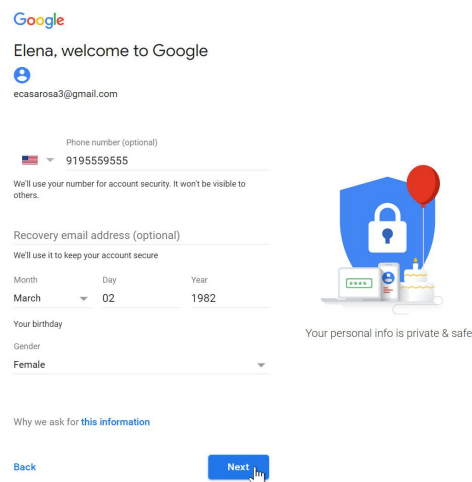 Google
Elena, welcome to Google
ecasarosa3@gmail.com
Phone number (optional)
9195559555
We'll use your number for account security. It won't be visible to
others.
Recovery email address (optional)
We'll use it to keep your account secure
Month Day Year
March 02 1982
Your birthday
Gender
Female
Why we ask for this information
Back Next
****
Your personal info is private & safe